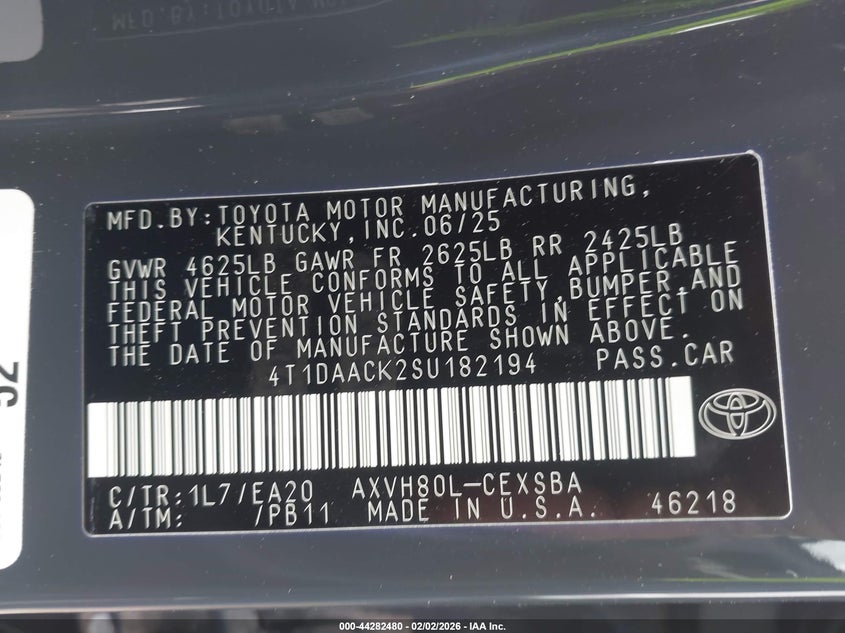 MFD.BY:TOYOTA MOTOR MANUFACTURING,
KENTUCKY,INC.06/25
GVWR 4625LB GAWR FR 2625LB RR 2425LB
THIS VEHICLE CONFORMS TO ALL APPLICABLE
FEDERAL MOTOR VEHICLE SAFETY,BUMPER,AND
THEFT PREVENTION STANDARDS IN EFFECT ON
THE DATE OF MANUFACTURE SHOWN ABOVE.
4T1DAACK2SU182194 PASS.CAR
C/TR:1L7/EA20 AXVH80L-CEXSBA
A/TM: /PB11 MADE IN U.S.A. 46218
000-44282480 - 02/02/2026 - IAA Inc.